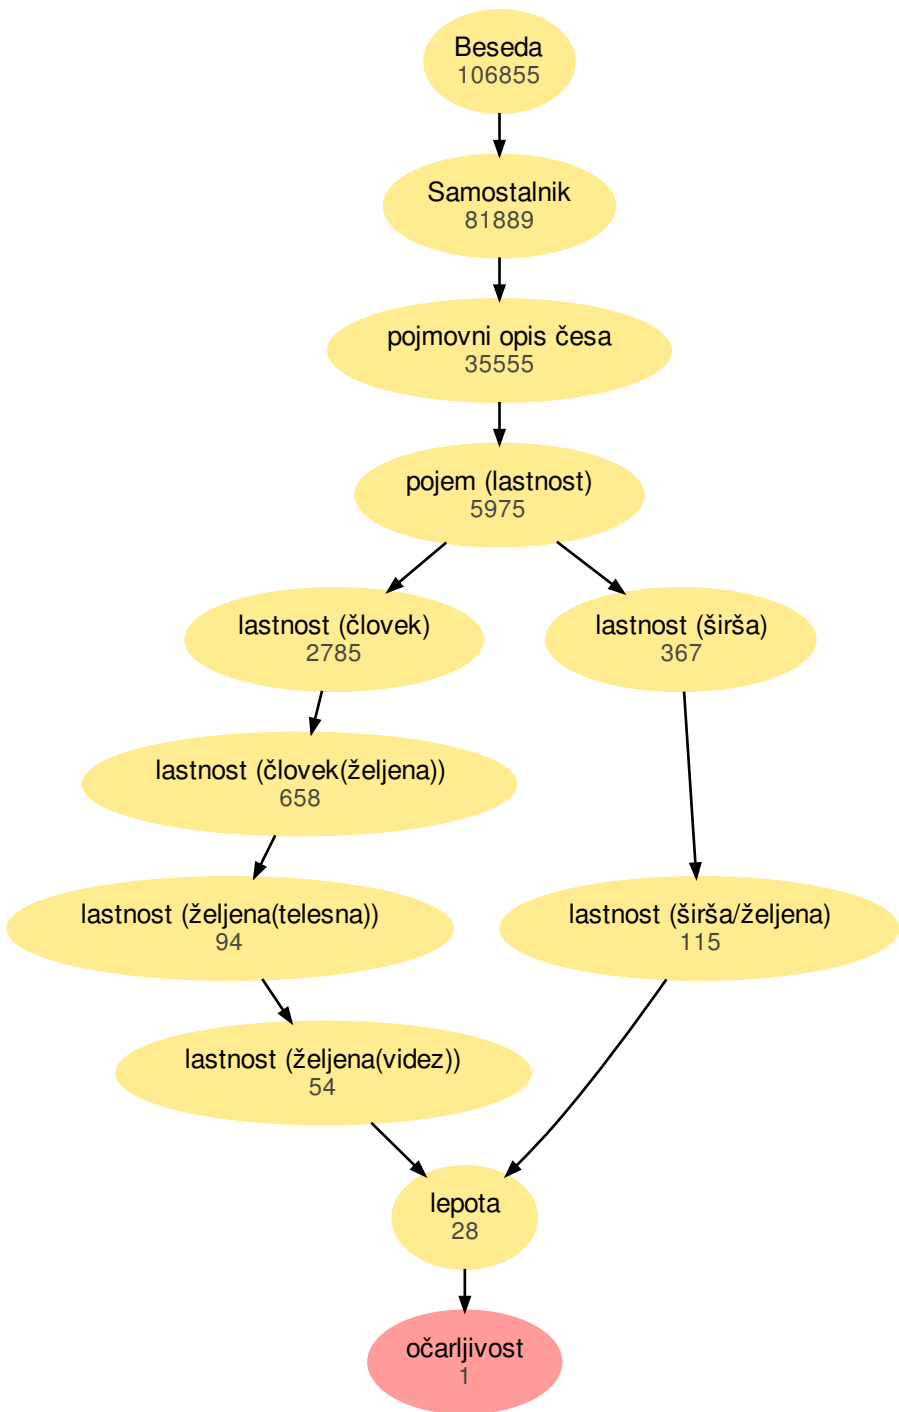 Beseda
106855
Samostalnik
81889
pojmovni opis česa
35555
pojem (lastnost)
5975
lastnost (človek)
2785
lastnost (širša)
367
lastnost (človek(željena))
658
lastnost (željena(telesna))
94
lastnost (širša/željena)
115
lastnost (željena(videz))
54
lepota
28
očarljivost
1